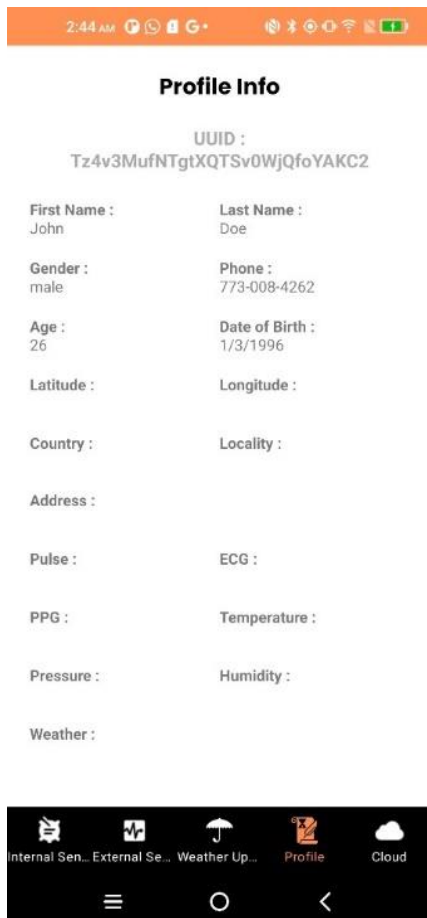 2:44 AM G
Profile Info
UUID :
Tz4v3MufNTgtXQTSv0WjQfoYAKC2
First Name : Last Name :
John Doe
Gender : Phone :
male 773-008-4262
Age : Date of Birth :
26 1/3/1996
Latitude : Longitude :
Country : Locality :
Address :
Pulse : ECG :
PPG : Temperature :
Pressure : Humidity :
Weather :
Internal Sen... External Se... Weather Up... Profile Cloud